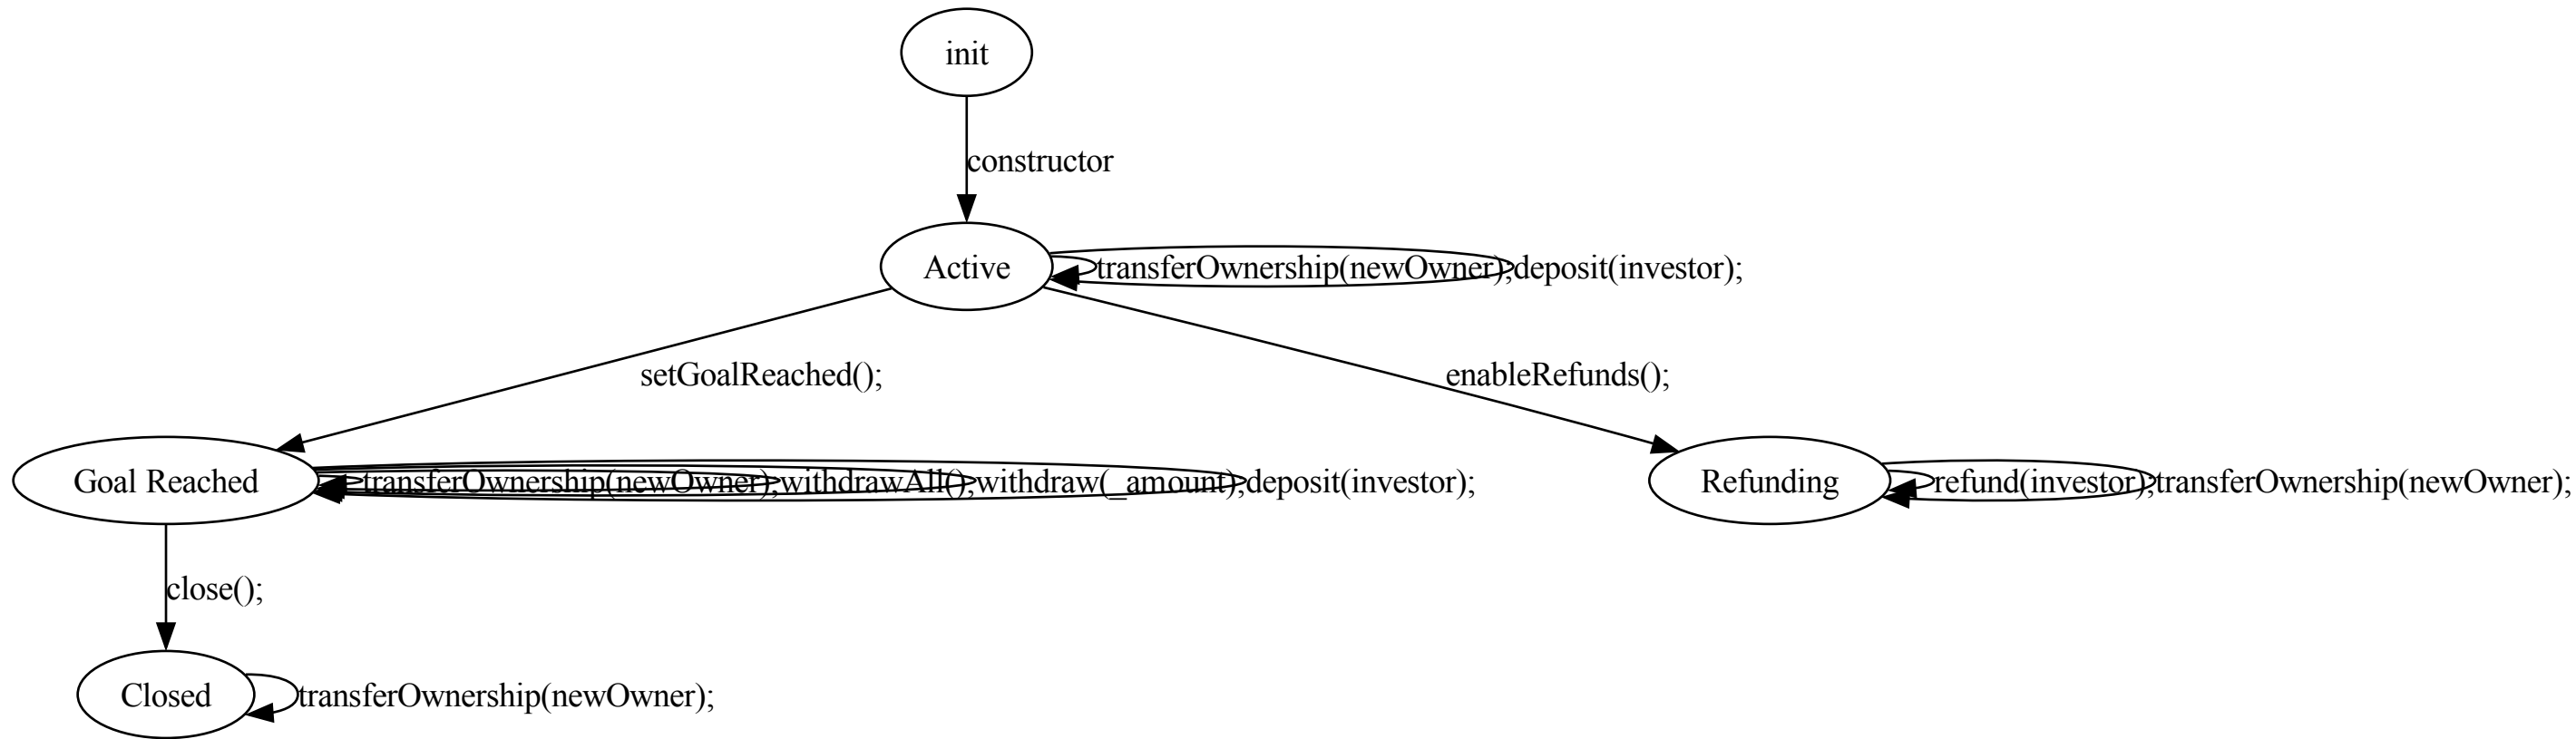 init
constructor
Active
transferOwnership(newOwner);
deposit(investor);
setGoalReached();
enableRefunds();
Goal Reached
transferOwnership(newOwner);
withdrawAll();
withdraw(_amount);
deposit(investor);
Refunding
refund(investor);
transferOwnership(newOwner);
close();
Closed
transferOwnership(newOwner);